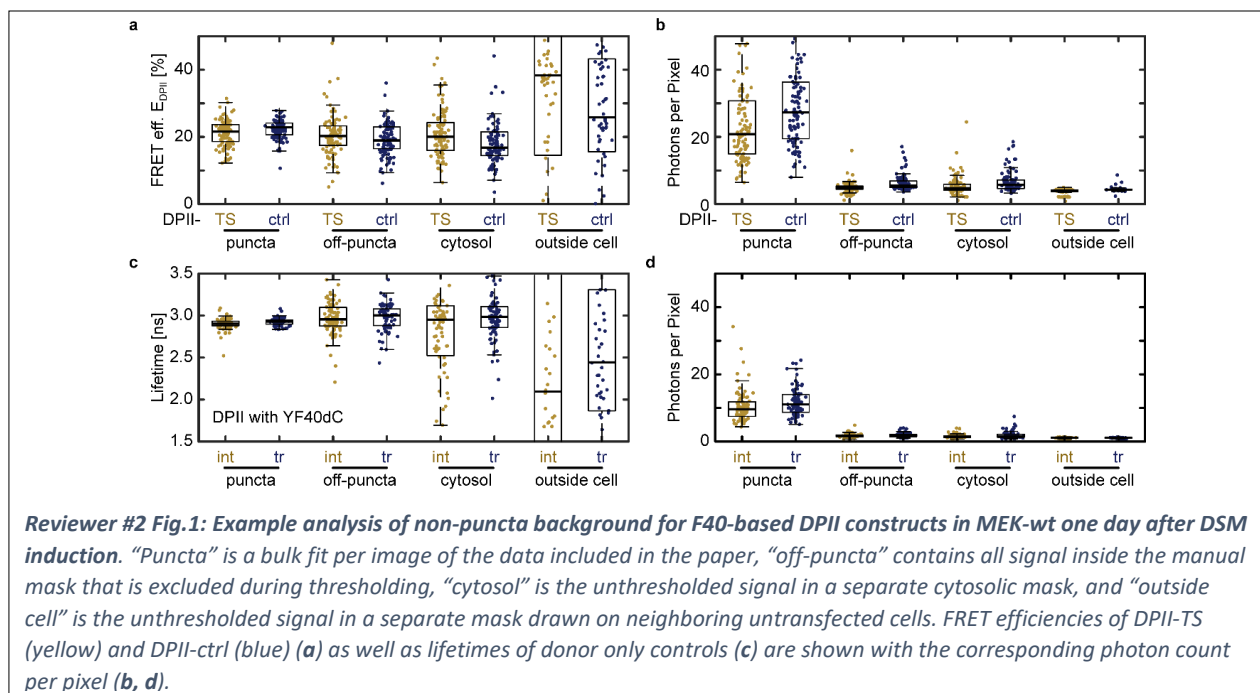 a
b
FRET eff. EDPII [%]
40
20
0
Photons per Pixel
40
20
0
DPII- TS ctrl TS ctrl TS ctrl TS ctrl
puncta off-puncta cytosol outside cell
DPII- TS ctrl TS ctrl TS ctrl TS ctrl
puncta off-puncta cytosol outside cell
c
d
Lifetime [ns]
3.5
3.0
2.5
2.0
1.5
DPII with YF40dC
Photons per Pixel
40
20
0
int tr int tr int tr int tr
puncta off-puncta cytosol outside cell
int tr int tr int tr int tr
puncta off-puncta cytosol outside cell
Reviewer #2 Fig.1: Example analysis of non-puncta background for F40-based DPII constructs in MEK-wt one day after DSM
induction. “Puncta” is a bulk fit per image of the data included in the paper, “off-puncta” contains all signal inside the manual
mask that is excluded during thresholding, “cytosol” is the unthresholded signal in a separate cytosolic mask, and “outside
cell” is the unthresholded signal in a separate mask drawn on neighboring untransfected cells. FRET efficiencies of DPII-TS
(yellow) and DPII-ctrl (blue) (a) as well as lifetimes of donor only controls (c) are shown with the corresponding photon count
per pixel (b, d).